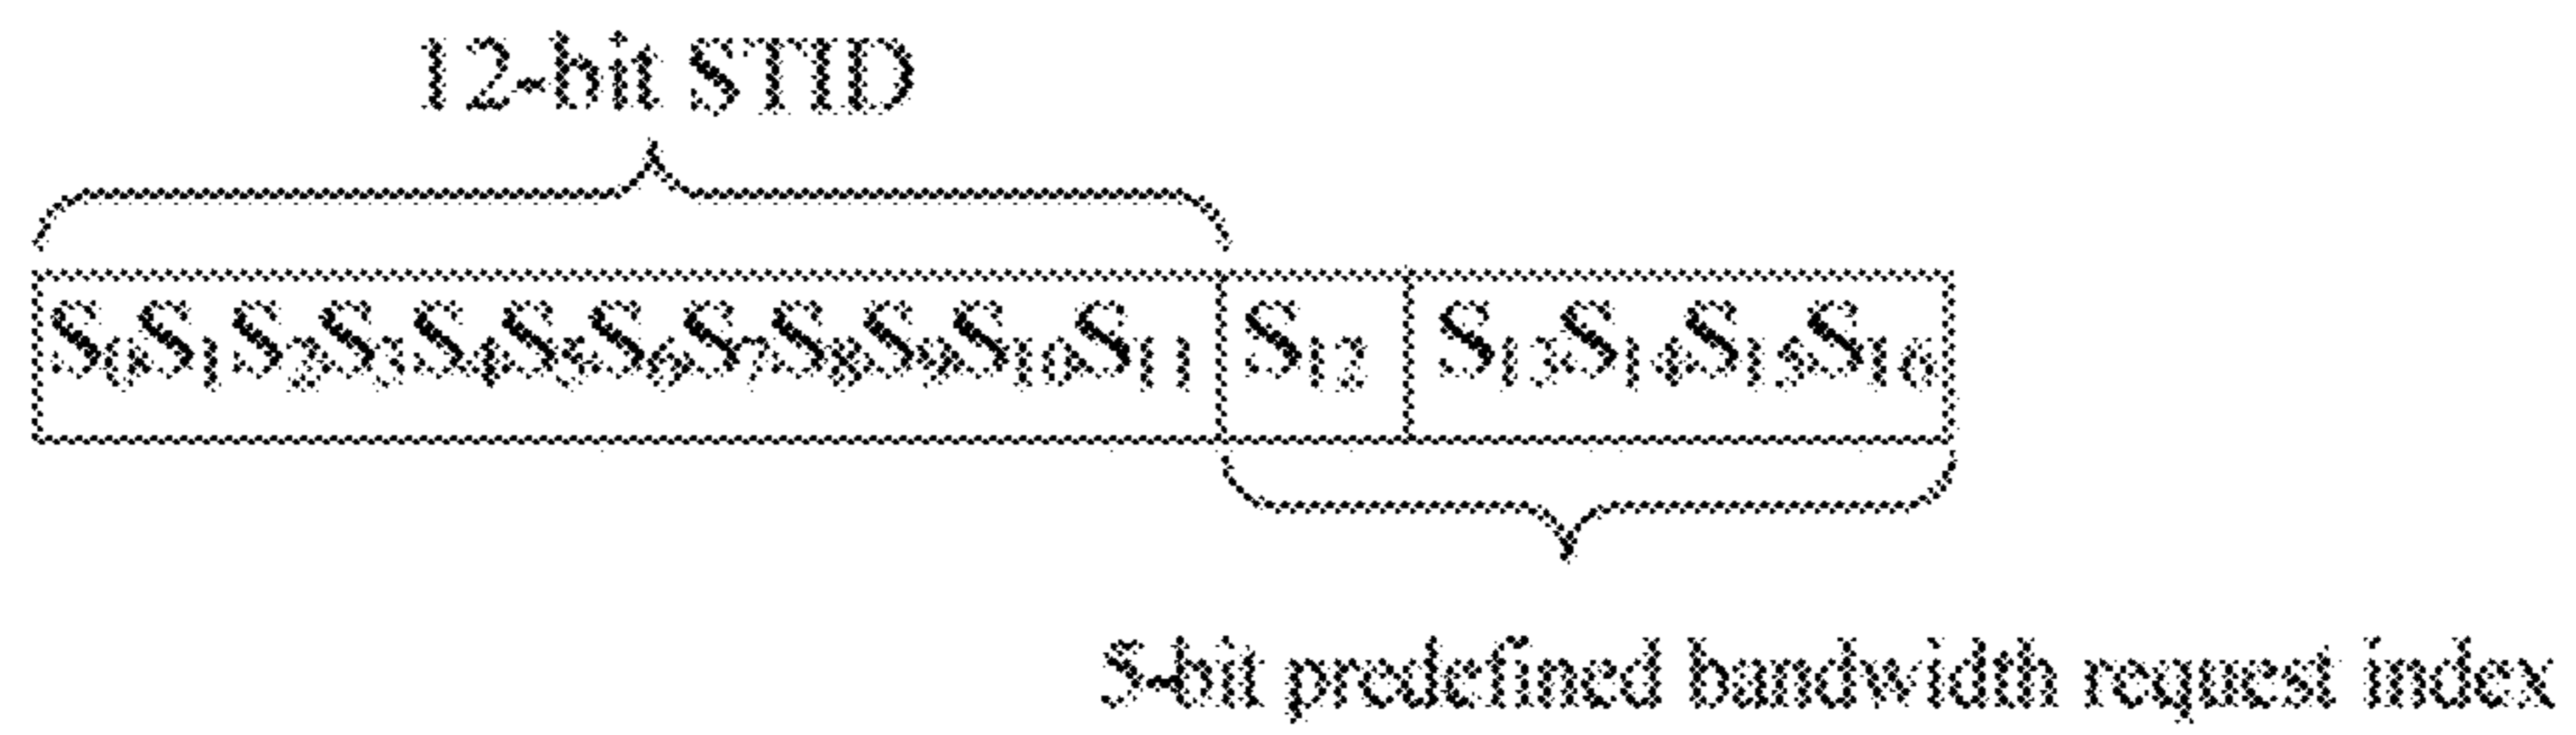 12-bit STID
S₀S₁S₂S₃S₄S₅S₆S₇S₈S₉S₁₀S₁₁ S₁₂ S₁₃S₁₄S₁₅S₁₆
5-bit predefined bandwidth request index